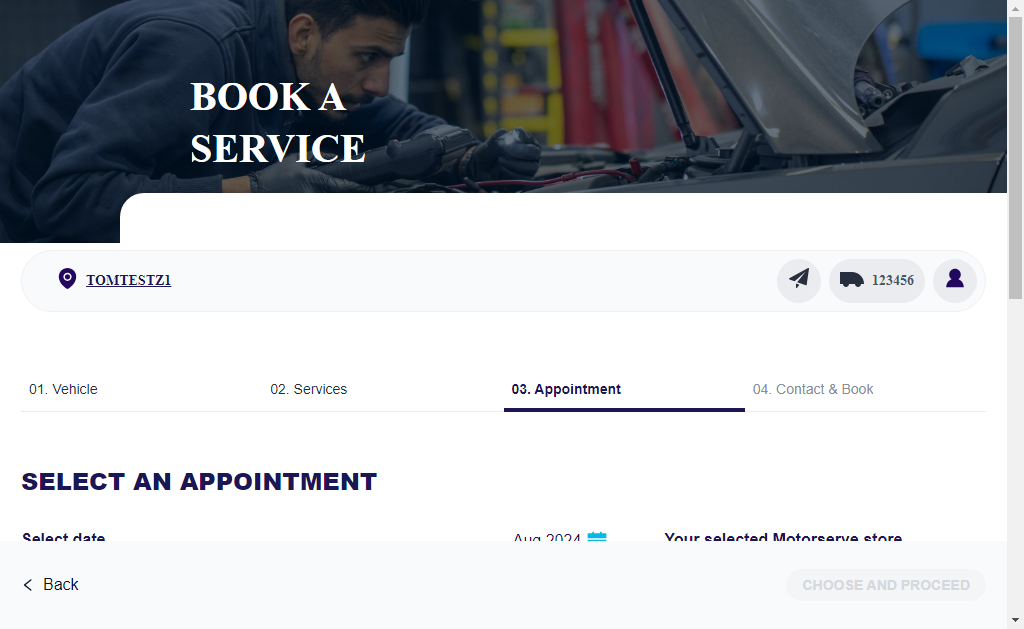 BOOK A
SERVICE
TOMTESTZ1
123456
01. Vehicle
02. Services
03. Appointment
04. Contact & Book
SELECT AN APPOINTMENT
Select date
Aug 2024
Your selected Motorserve store
Back
CHOOSE AND PROCEED